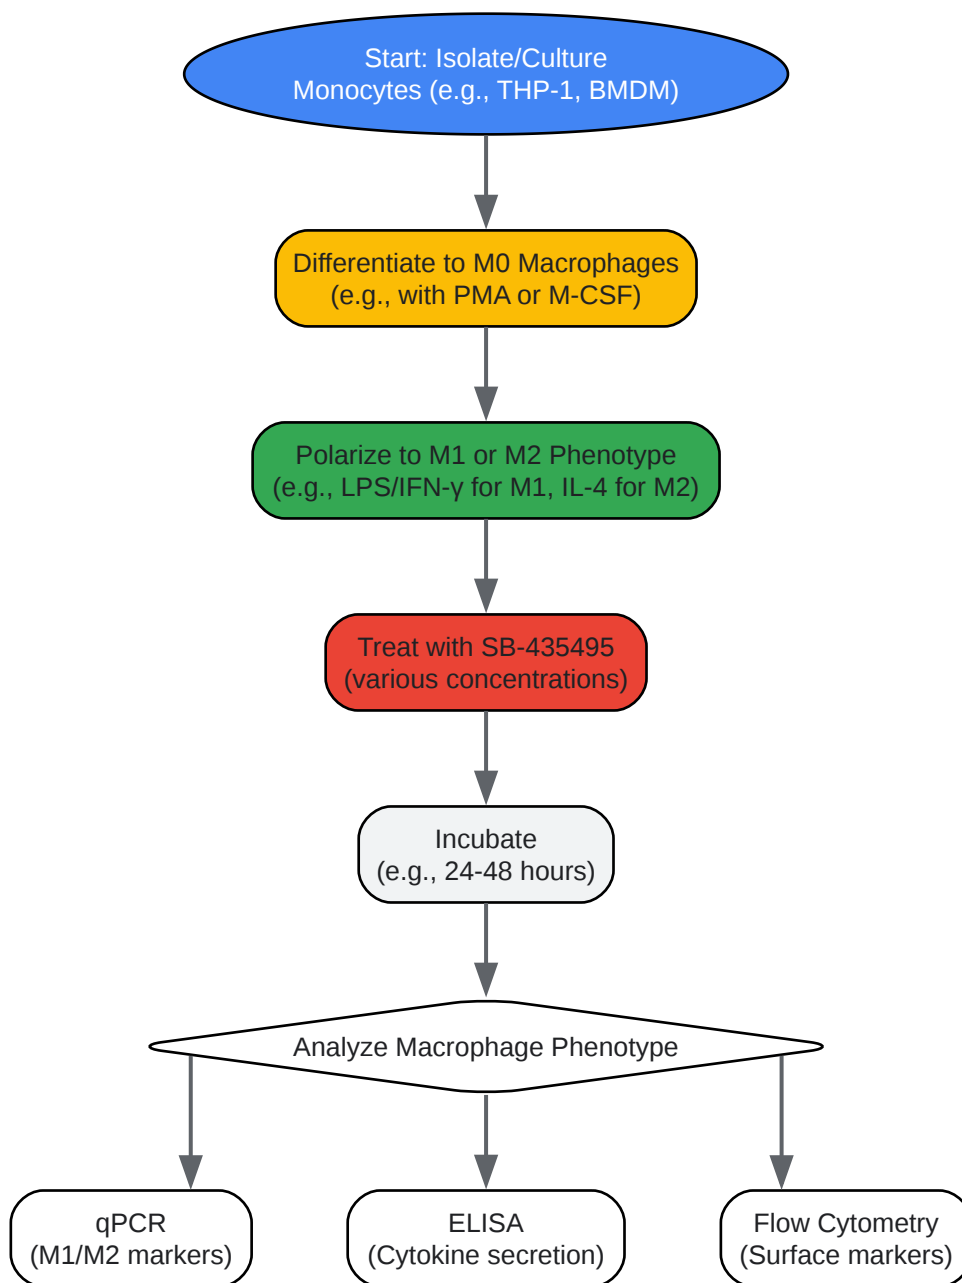 Start: Isolate/Culture
Monocytes (e.g., THP-1, BMDM)
Differentiate to M0 Macrophages
(e.g., with PMA or M-CSF)
Polarize to M1 or M2 Phenotype
(e.g., LPS/IFN-γ for M1, IL-4 for M2)
Treat with SB-435495
(various concentrations)
Incubate
(e.g., 24-48 hours)
Analyze Macrophage Phenotype
qPCR
(M1/M2 markers)
ELISA
(Cytokine secretion)
Flow Cytometry
(Surface markers)